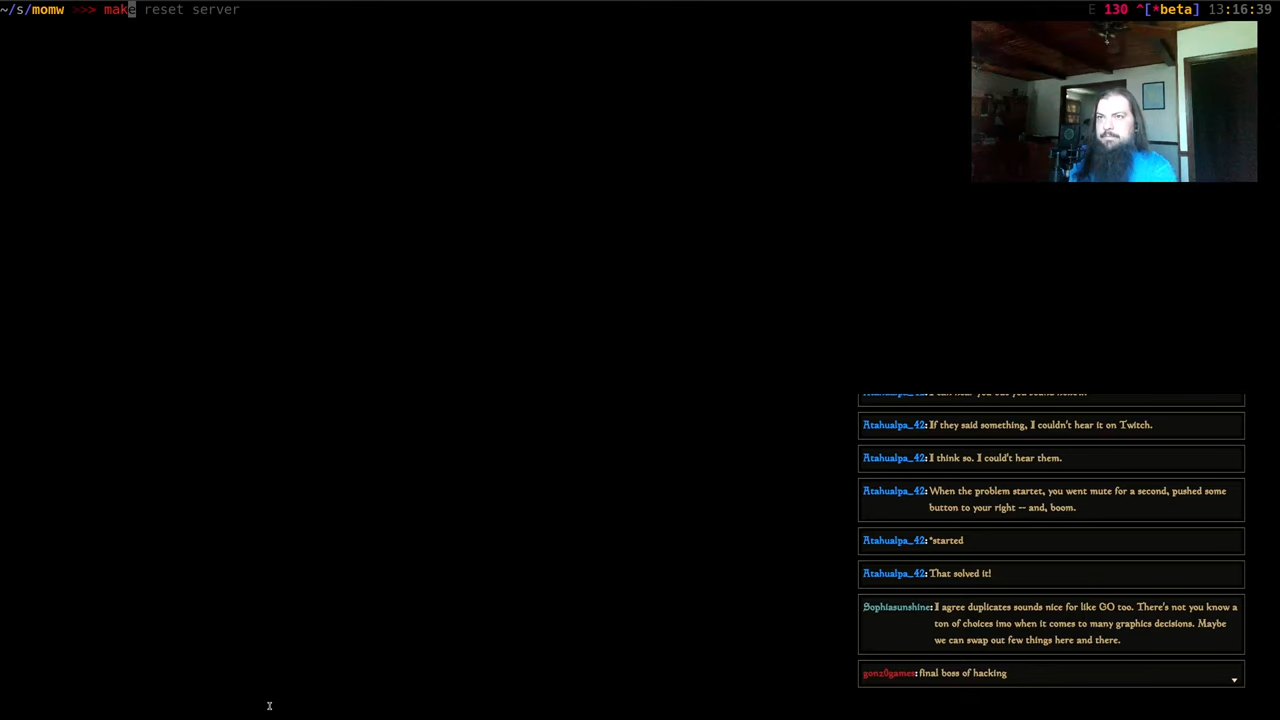 ~/s/momw >>> make reset server
E 130 ^[*beta] 13:16:39
Atahualpa_42:
Atahualpa_42: If they said something, I couldn't hear it on Twitch.
Atahualpa_42: I think so. I could't hear them.
Atahualpa_42: When the problem startet, you went mute for a second, pushed some
button to your right -- and, boom.
Atahualpa_42: *started
Atahualpa_42: That solved it!
Sophiasunshine: I agree duplicates sounds nice for like GO too. There's not you know a
ton of choices imo when it comes to many graphics decisions. Maybe
we can swap out few things here and there.
gonz0games: final boss of hacking